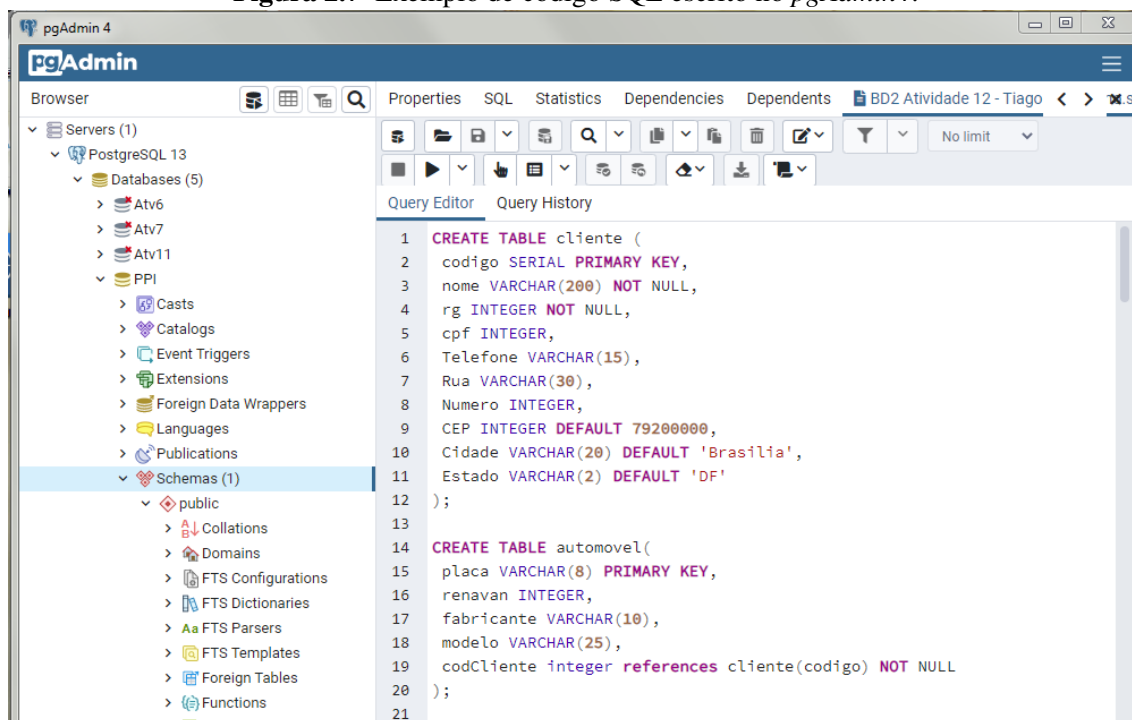 pgAdmin 4
pgAdmin
Browser
Properties SQL Statistics Dependencies Dependents BD2 Atividade 12 - Tiago
Servers (1)
PostgreSQL 13
Databases (5)
Atv6
Atv7
Atv11
PPI
Casts
Catalogs
Event Triggers
Extensions
Foreign Data Wrappers
Languages
Publications
Schemas (1)
public
Collations
Domains
FTS Configurations
FTS Dictionaries
FTS Parsers
FTS Templates
Foreign Tables
Functions
No limit
Query Editor Query History
1 CREATE TABLE cliente (
2 codigo SERIAL PRIMARY KEY,
3 nome VARCHAR(200) NOT NULL,
4 rg INTEGER NOT NULL,
5 cpf INTEGER,
6 Telefone VARCHAR(15),
7 Rua VARCHAR(30),
8 Numero INTEGER,
9 CEP INTEGER DEFAULT 79200000,
10 Cidade VARCHAR(20) DEFAULT 'Brasilia',
11 Estado VARCHAR(2) DEFAULT 'DF'
12 );
13
14 CREATE TABLE automovel(
15 placa VARCHAR(8) PRIMARY KEY,
16 renavan INTEGER,
17 fabricante VARCHAR(10),
18 modelo VARCHAR(25),
19 codCliente integer references cliente(codigo) NOT NULL
20 );
21